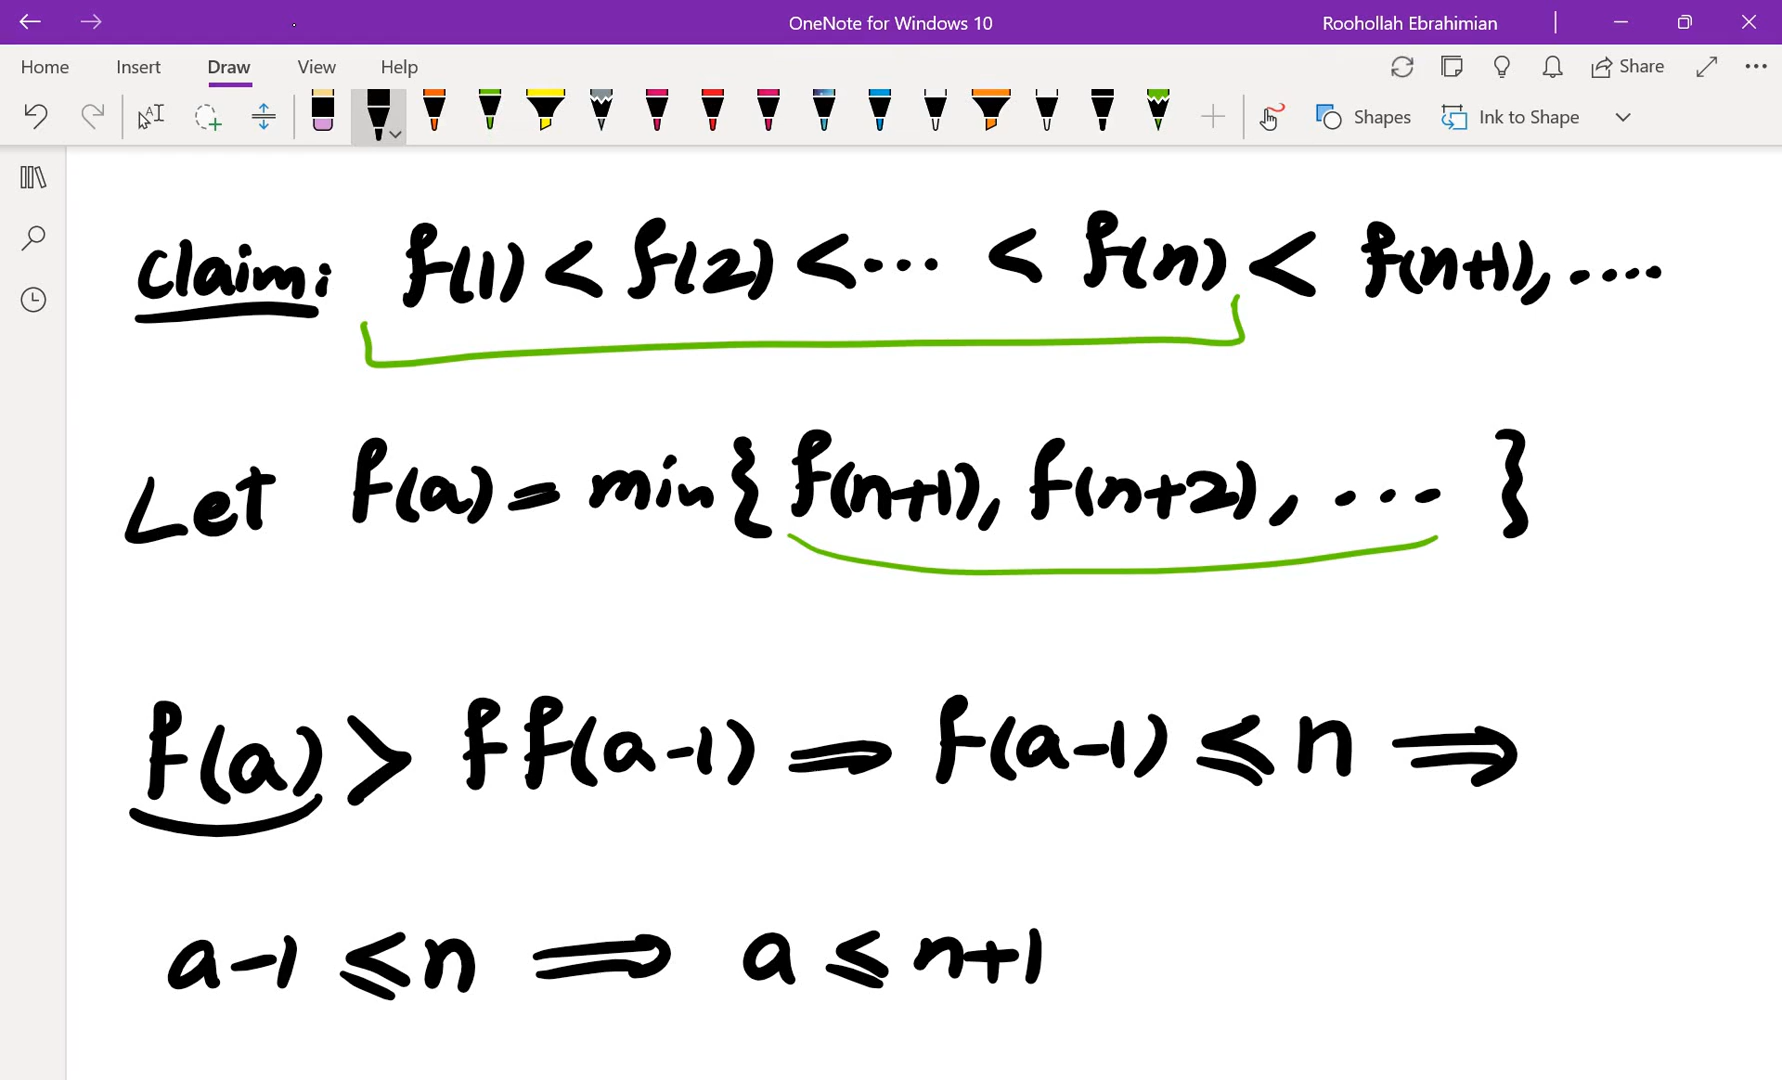 OneNote for Windows 10
Roohollah Ebrahimian
Home Insert Draw View Help
Share
Shapes Ink to Shape
Claim: f(1) < f(2) < ... < f(n) < f(n+1), ....
Let f(a) = min{ f(n+1), f(n+2), ... }
f(a) > f f(a-1) ⟹ f(a-1) ≤ n ⟹
a-1 ≤ n ⟹ a ≤ n+1